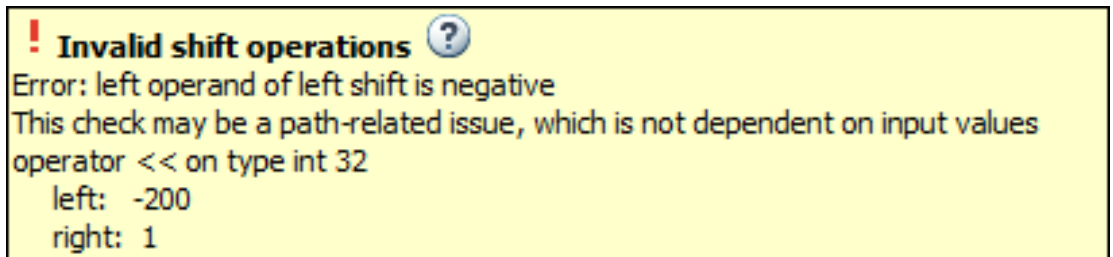 ! Invalid shift operations ?
Error: left operand of left shift is negative
This check may be a path-related issue, which is not dependent on input values
operator << on type int 32
left: -200
right: 1